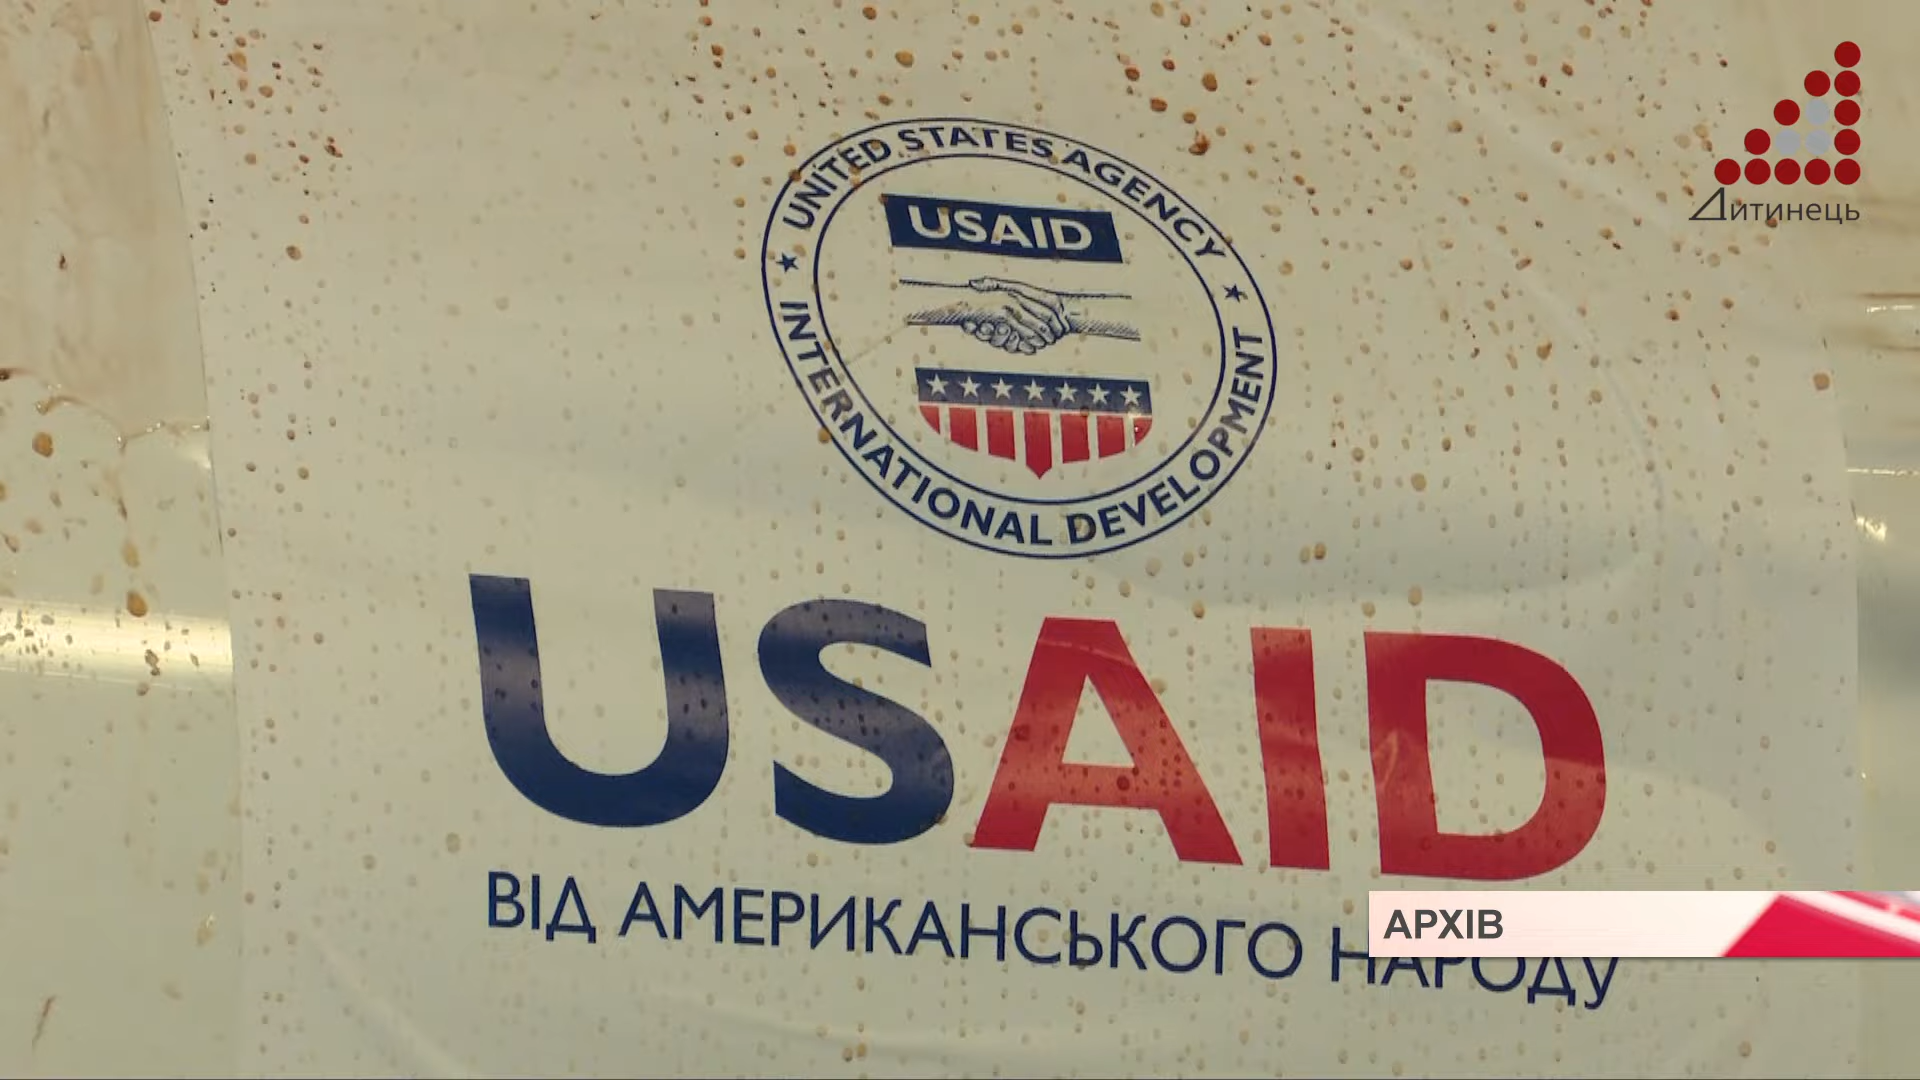 Дитинець
UNITED STATES AGENCY
USAID
INTERNATIONAL DEVELOPMENT
USAID
ВІД АМЕРИКАНСЬКОГО НАРОДУ
АРХІВ